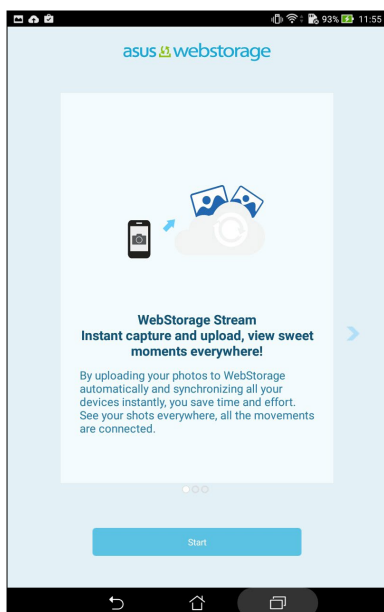 93% 11:55
asus webstorage
WebStorage Stream
Instant capture and upload, view sweet
moments everywhere!
By uploading your photos to WebStorage
automatically and synchronizing all your
devices instantly, you save time and effort.
See your shots everywhere, all the movements
are connected.
Start